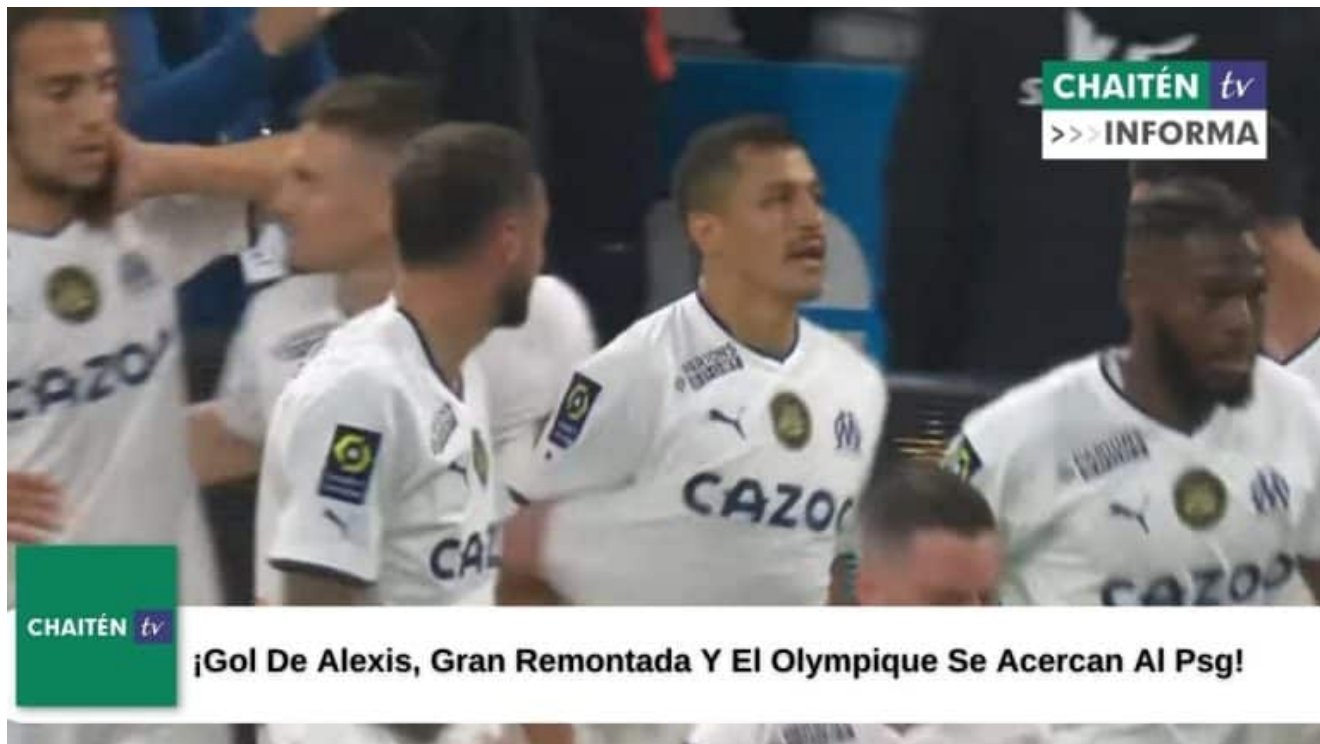 CHAITÉN tv
>>>INFORMA
CAZOO
CAZ
CAZOO
CAZOO
CHAITÉN tv
¡Gol De Alexis, Gran Remontada Y El Olympique Se Acercan Al Psg!